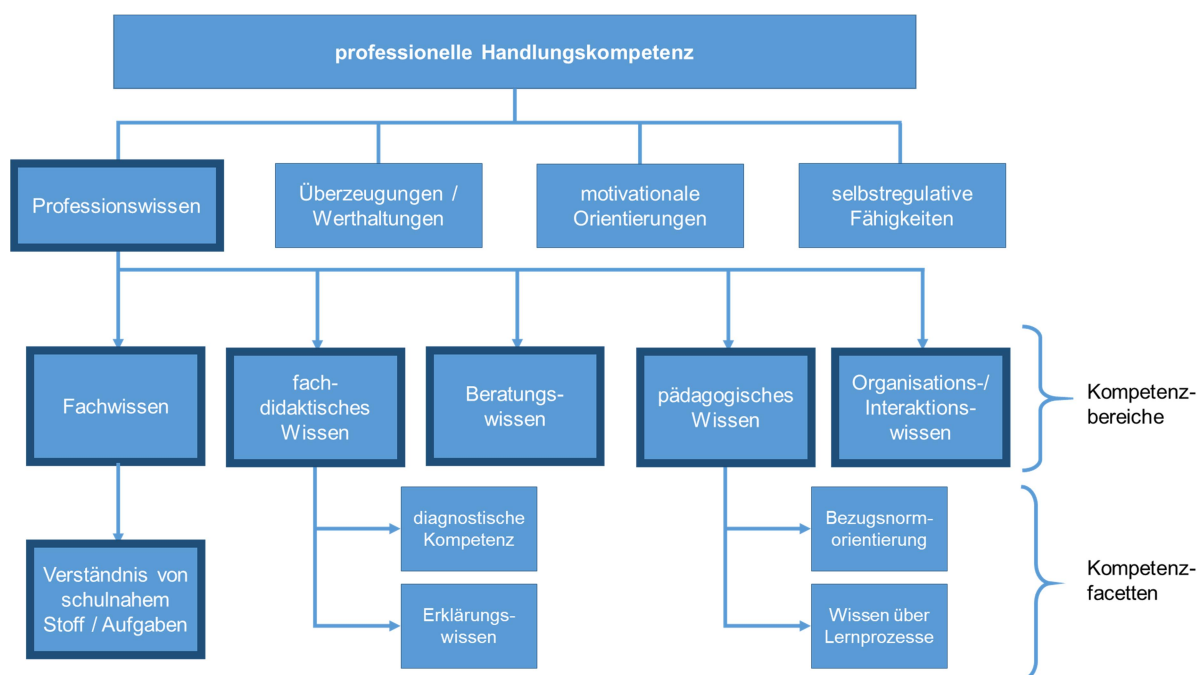 professionelle Handlungskompetenz
Professionswissen
Überzeugungen /
Werthaltungen
motivationale
Orientierungen
selbstregulative
Fähigkeiten
Fachwissen
fach-
didaktisches
Wissen
Beratungs-
wissen
pädagogisches
Wissen
Organisations-/
Interaktions-
wissen
Kompetenz-
bereiche
Verständnis von
schulnahem
Stoff / Aufgaben
diagnostische
Kompetenz
Erklärungs-
wissen
Bezugsnorm-
orientierung
Wissen über
Lernprozesse
Kompetenz-
facetten